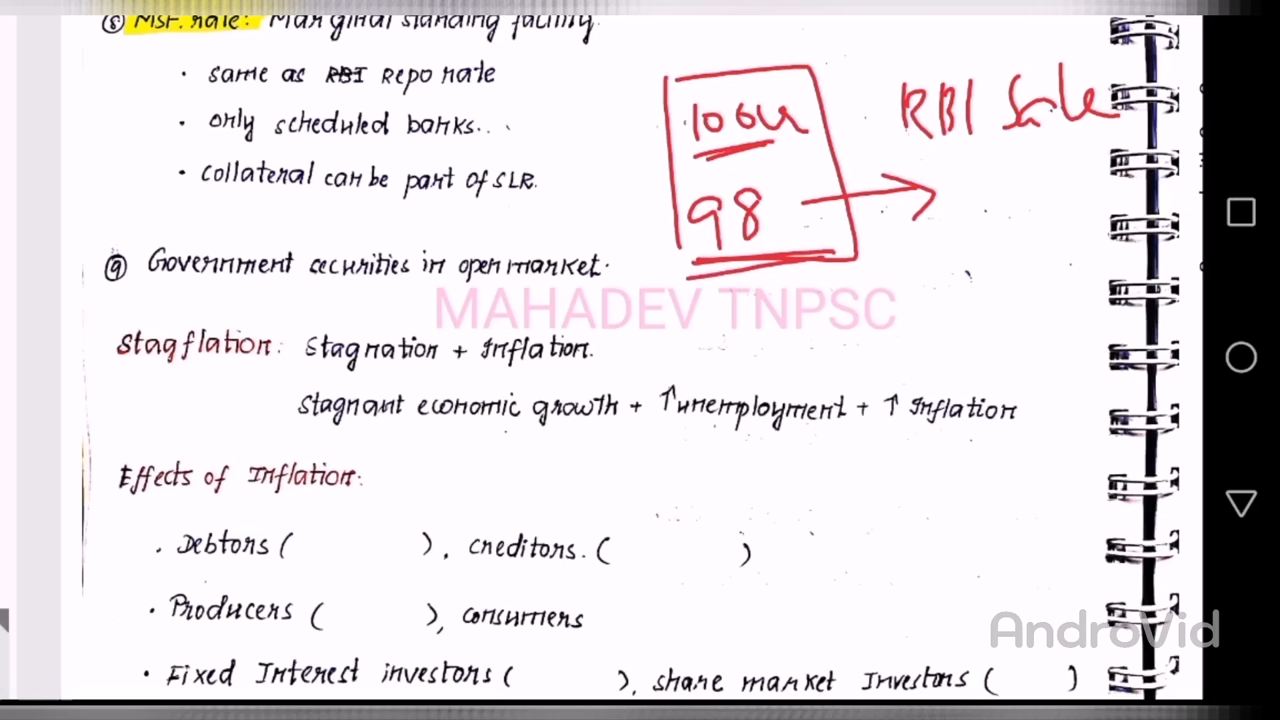 ⑧ MSF. rate: Marginal standing facility.
· same as RBI Repo rate
· only scheduled banks..
· collateral can be part of SLR.
100
98
RBI Sale
⑨ Government securities in open market.
MAHADEV TNPSC
Stagflation: Stagnation + Inflation.
stagnant economic growth + ↑unemployment + ↑ Inflation
Effects of Inflation:
. Debtors ( ), creditors. ( )
· Producers ( ), consumers
· Fixed Interest investors ( ), share market Investors ( )
AndroVid